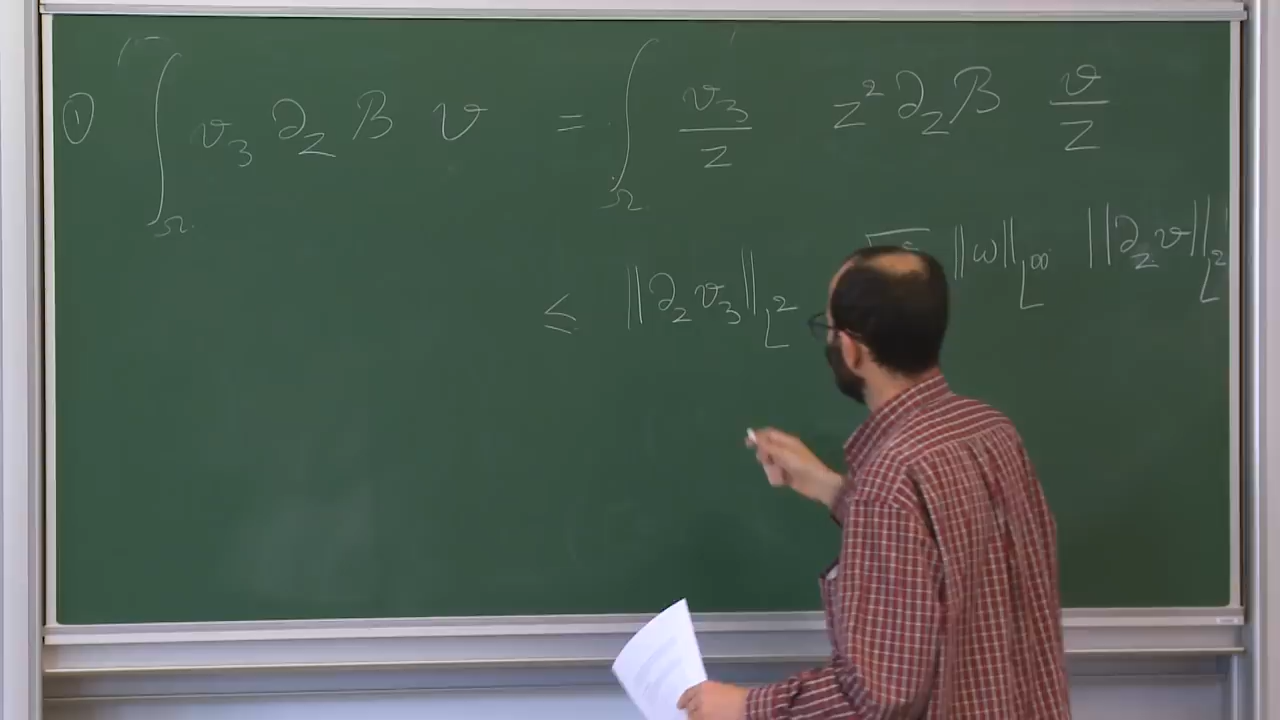 ① ∫_Ω v_3 ∂_z B v = ∫_Ω v_3/z z^2 ∂_z B v/z
≤ ||∂_z v_3||_{L^2} ||w||_{L^∞} ||∂_z v||_{L^2}